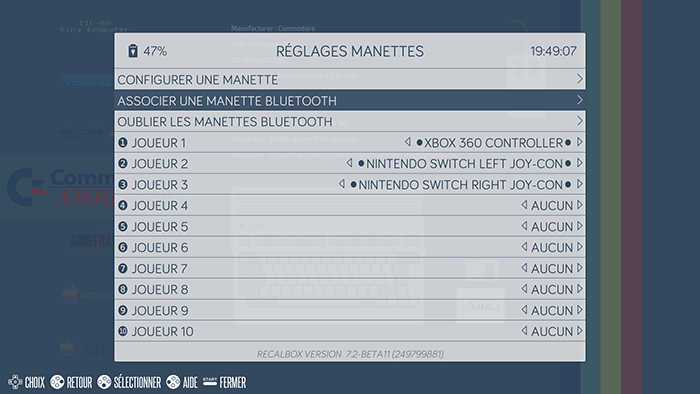 Manufacturer : Commodore
47%
RÉGLAGES MANETTES
19:49:07
CONFIGURER UNE MANETTE
ASSOCIER UNE MANETTE BLUETOOTH
OUBLIER LES MANETTES BLUETOOTH
1 JOUEUR 1 XBOX 360 CONTROLLER
2 JOUEUR 2 NINTENDO SWITCH LEFT JOY-CON
3 JOUEUR 3 NINTENDO SWITCH RIGHT JOY-CON
4 JOUEUR 4 AUCUN
5 JOUEUR 5 AUCUN
6 JOUEUR 6 AUCUN
7 JOUEUR 7 AUCUN
8 JOUEUR 8 AUCUN
9 JOUEUR 9 AUCUN
10 JOUEUR 10 AUCUN
RECALBOX VERSION 7.2-BETA11 (249799881)
CHOIX RETOUR SÉLECTIONNER AIDE START FERMER